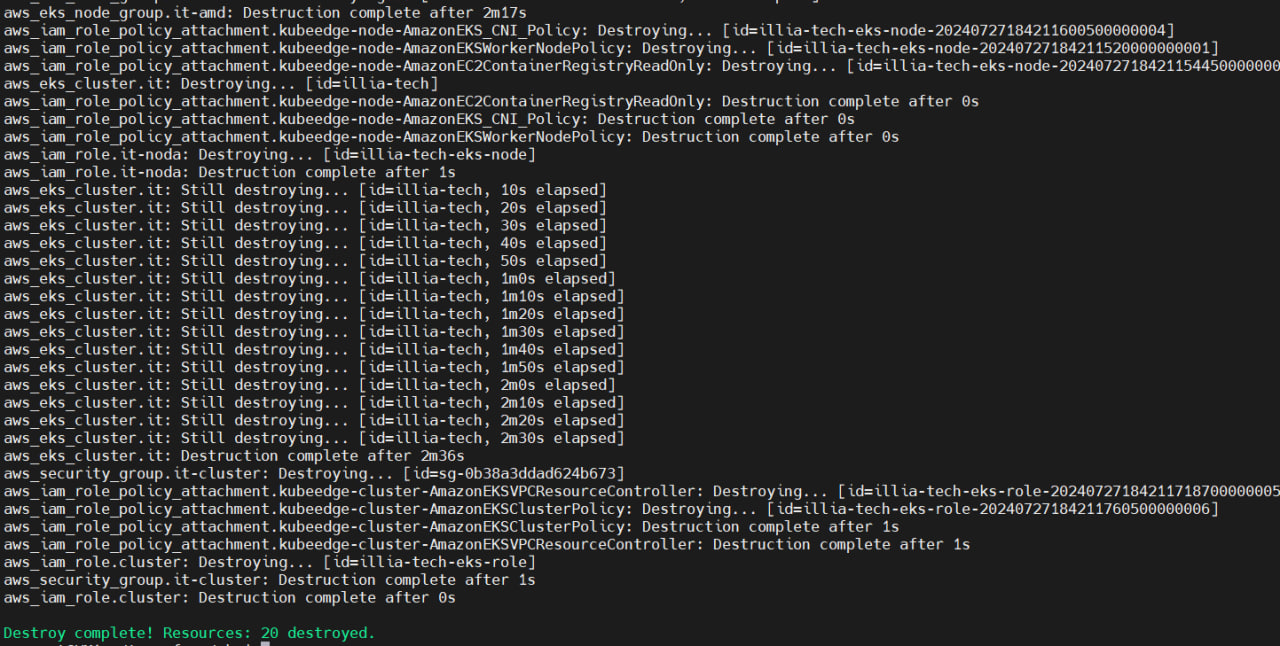 aws_eks_node_group.it-amd: Destruction complete after 2m17s
aws_iam_role_policy_attachment.kubeedge-node-AmazonEKS_CNI_Policy: Destroying... [id=illia-tech-eks-node-20240727184211600500000004]
aws_iam_role_policy_attachment.kubeedge-node-AmazonEKSWorkerNodePolicy: Destroying... [id=illia-tech-eks-node-20240727184211520000000001]
aws_iam_role_policy_attachment.kubeedge-node-AmazonEC2ContainerRegistryReadOnly: Destroying... [id=illia-tech-eks-node-2024072718421154450000000
aws_eks_cluster.it: Destroying... [id=illia-tech]
aws_iam_role_policy_attachment.kubeedge-node-AmazonEC2ContainerRegistryReadOnly: Destruction complete after 0s
aws_iam_role_policy_attachment.kubeedge-node-AmazonEKS_CNI_Policy: Destruction complete after 0s
aws_iam_role_policy_attachment.kubeedge-node-AmazonEKSWorkerNodePolicy: Destruction complete after 0s
aws_iam_role.it-noda: Destroying... [id=illia-tech-eks-node]
aws_iam_role.it-noda: Destruction complete after 1s
aws_eks_cluster.it: Still destroying... [id=illia-tech, 10s elapsed]
aws_eks_cluster.it: Still destroying... [id=illia-tech, 20s elapsed]
aws_eks_cluster.it: Still destroying... [id=illia-tech, 30s elapsed]
aws_eks_cluster.it: Still destroying... [id=illia-tech, 40s elapsed]
aws_eks_cluster.it: Still destroying... [id=illia-tech, 50s elapsed]
aws_eks_cluster.it: Still destroying... [id=illia-tech, 1m0s elapsed]
aws_eks_cluster.it: Still destroying... [id=illia-tech, 1m10s elapsed]
aws_eks_cluster.it: Still destroying... [id=illia-tech, 1m20s elapsed]
aws_eks_cluster.it: Still destroying... [id=illia-tech, 1m30s elapsed]
aws_eks_cluster.it: Still destroying... [id=illia-tech, 1m40s elapsed]
aws_eks_cluster.it: Still destroying... [id=illia-tech, 1m50s elapsed]
aws_eks_cluster.it: Still destroying... [id=illia-tech, 2m0s elapsed]
aws_eks_cluster.it: Still destroying... [id=illia-tech, 2m10s elapsed]
aws_eks_cluster.it: Still destroying... [id=illia-tech, 2m20s elapsed]
aws_eks_cluster.it: Still destroying... [id=illia-tech, 2m30s elapsed]
aws_eks_cluster.it: Destruction complete after 2m36s
aws_security_group.it-cluster: Destroying... [id=sg-0b38a3ddad624b673]
aws_iam_role_policy_attachment.kubeedge-cluster-AmazonEKSVPCResourceController: Destroying... [id=illia-tech-eks-role-20240727184211718700000005
aws_iam_role_policy_attachment.kubeedge-cluster-AmazonEKSClusterPolicy: Destroying... [id=illia-tech-eks-role-20240727184211760500000006]
aws_iam_role_policy_attachment.kubeedge-cluster-AmazonEKSClusterPolicy: Destruction complete after 1s
aws_iam_role_policy_attachment.kubeedge-cluster-AmazonEKSVPCResourceController: Destruction complete after 1s
aws_iam_role.cluster: Destroying... [id=illia-tech-eks-role]
aws_security_group.it-cluster: Destruction complete after 1s
aws_iam_role.cluster: Destruction complete after 0s
Destroy complete! Resources: 20 destroyed.